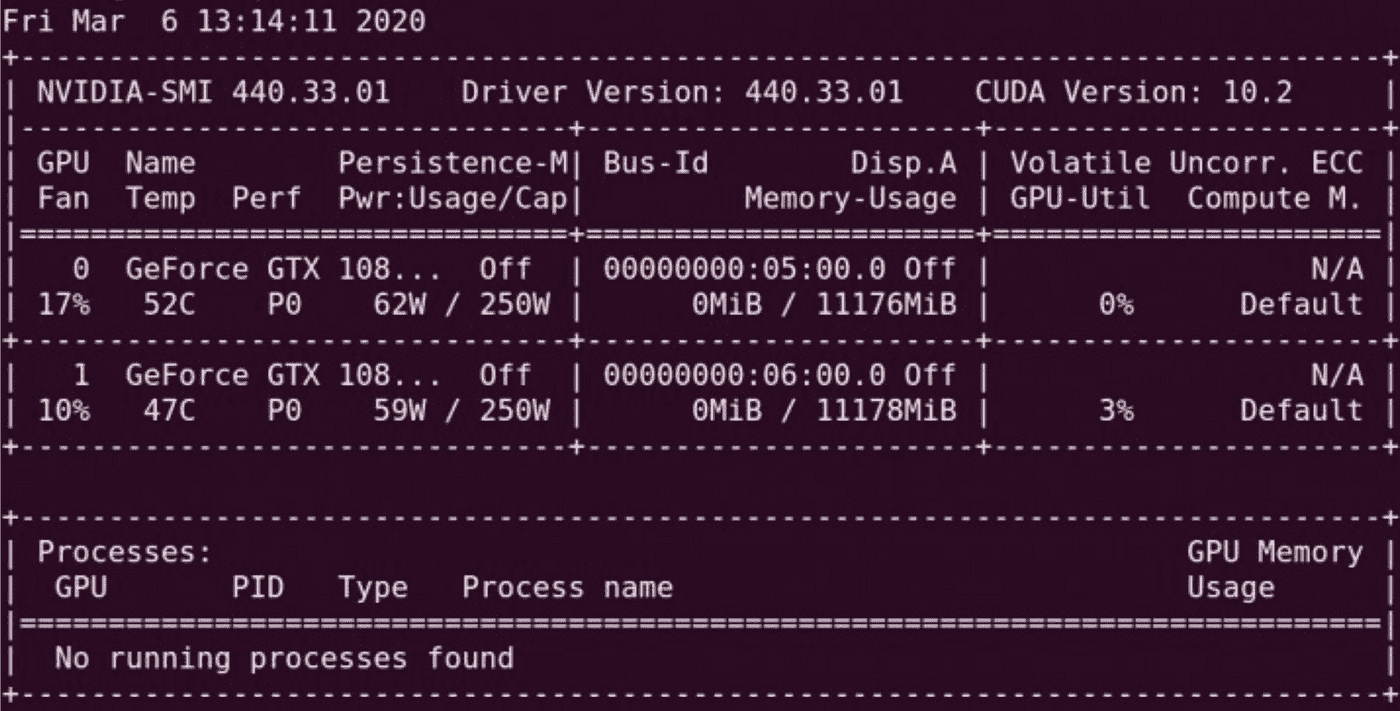 Fri Mar  6 13:14:11 2020
+-----------------------------------------------------------------------------+
| NVIDIA-SMI 440.33.01    Driver Version: 440.33.01    CUDA Version: 10.2     |
|-------------------------------+----------------------+----------------------+
| GPU  Name        Persistence-M| Bus-Id        Disp.A | Volatile Uncorr. ECC |
| Fan  Temp  Perf  Pwr:Usage/Cap|         Memory-Usage | GPU-Util  Compute M. |
|===============================+======================+======================|
|   0  GeForce GTX 108...  Off  | 00000000:05:00.0 Off |                  N/A |
| 17%   52C    P0    62W / 250W |     0MiB / 11176MiB |      0%      Default |
+-------------------------------+----------------------+----------------------+
|   1  GeForce GTX 108...  Off  | 00000000:06:00.0 Off |                  N/A |
| 10%   47C    P0    59W / 250W |     0MiB / 11178MiB |      3%      Default |
+-------------------------------+----------------------+----------------------+
+-----------------------------------------------------------------------------+
| Processes:                                                       GPU Memory |
|  GPU       PID   Type   Process name                             Usage      |
|=============================================================================|
|  No running processes found                                                 |
+-----------------------------------------------------------------------------+